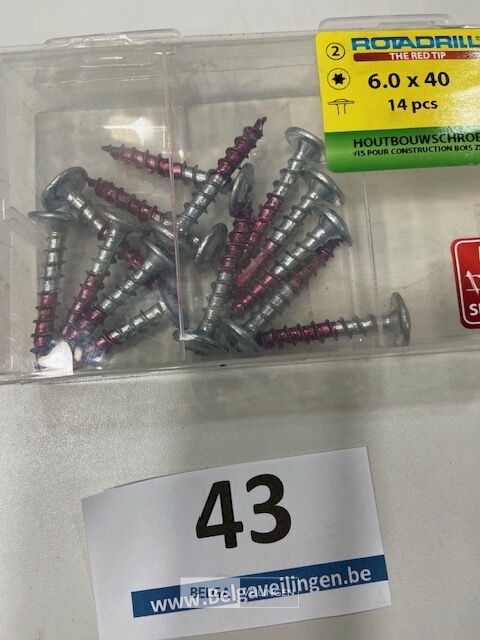 2 ROTADRILL
THE RED TIP
6.0 x 40
14 pcs
HOUTBOUWSCHROE
VIS POUR CONSTRUCTION BOIS Z
43
www.belgaveilingen.be